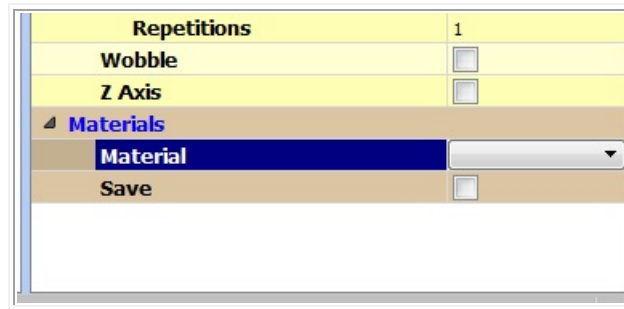 Repetitions 1
Wobble
Z Axis
Materials
Material
Save